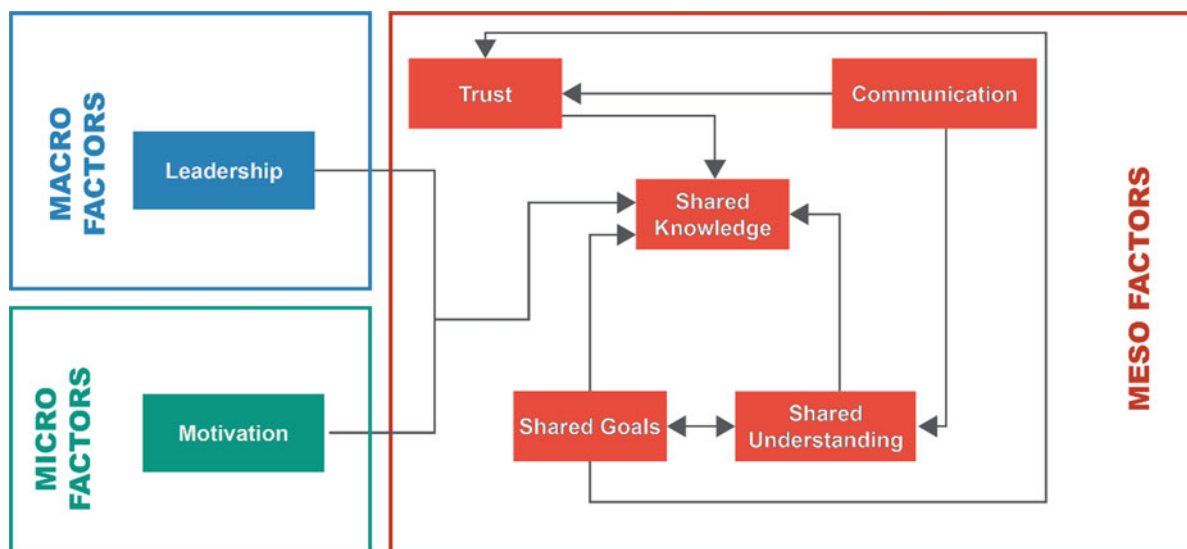 MACRO
FACTORS
Leadership
MICRO
FACTORS
Motivation
Trust
Communication
Shared
Knowledge
Shared Goals
Shared
Understanding
MESO FACTORS